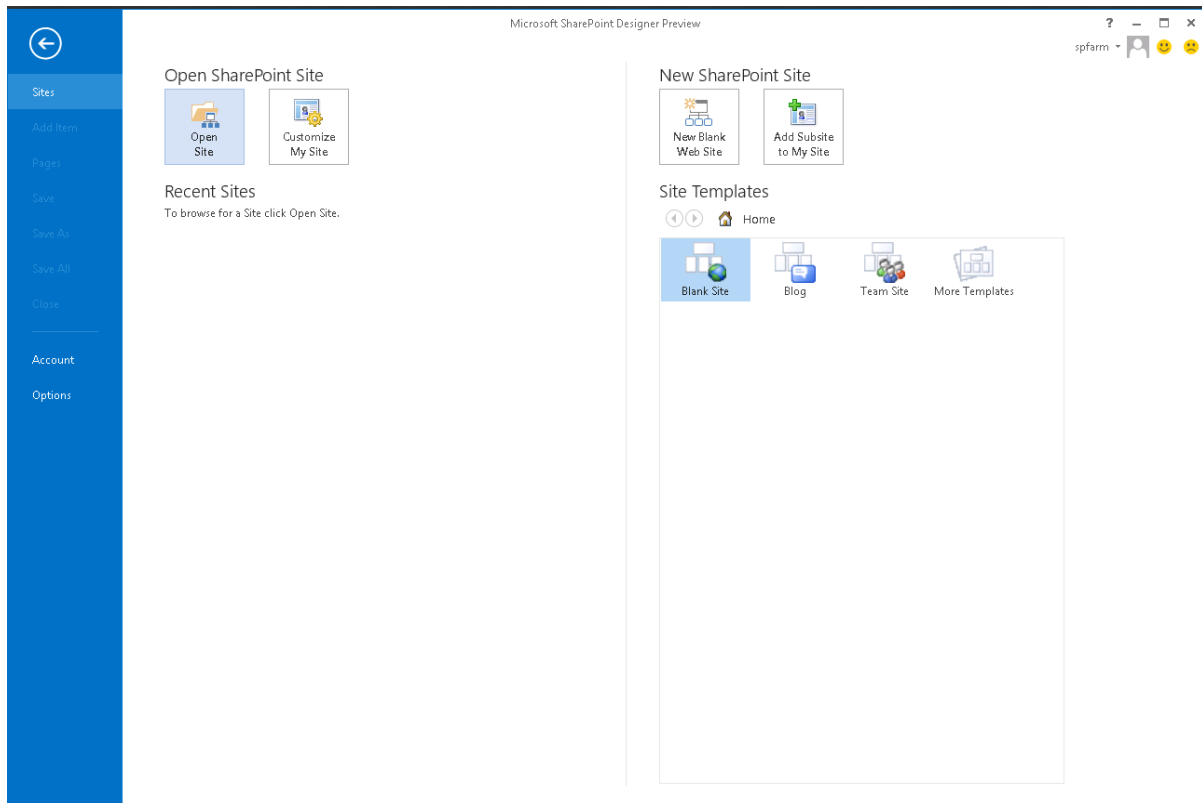 Microsoft SharePoint Designer Preview
?
spfarm
Sites
Add Item
Pages
Save
Save As
Save All
Close
Account
Options
Open SharePoint Site
Open
Site
Customize
My Site
Recent Sites
To browse for a Site click Open Site.
New SharePoint Site
New Blank
Web Site
Add Subsite
to My Site
Site Templates
Home
Blank Site
Blog
Team Site
More Templates